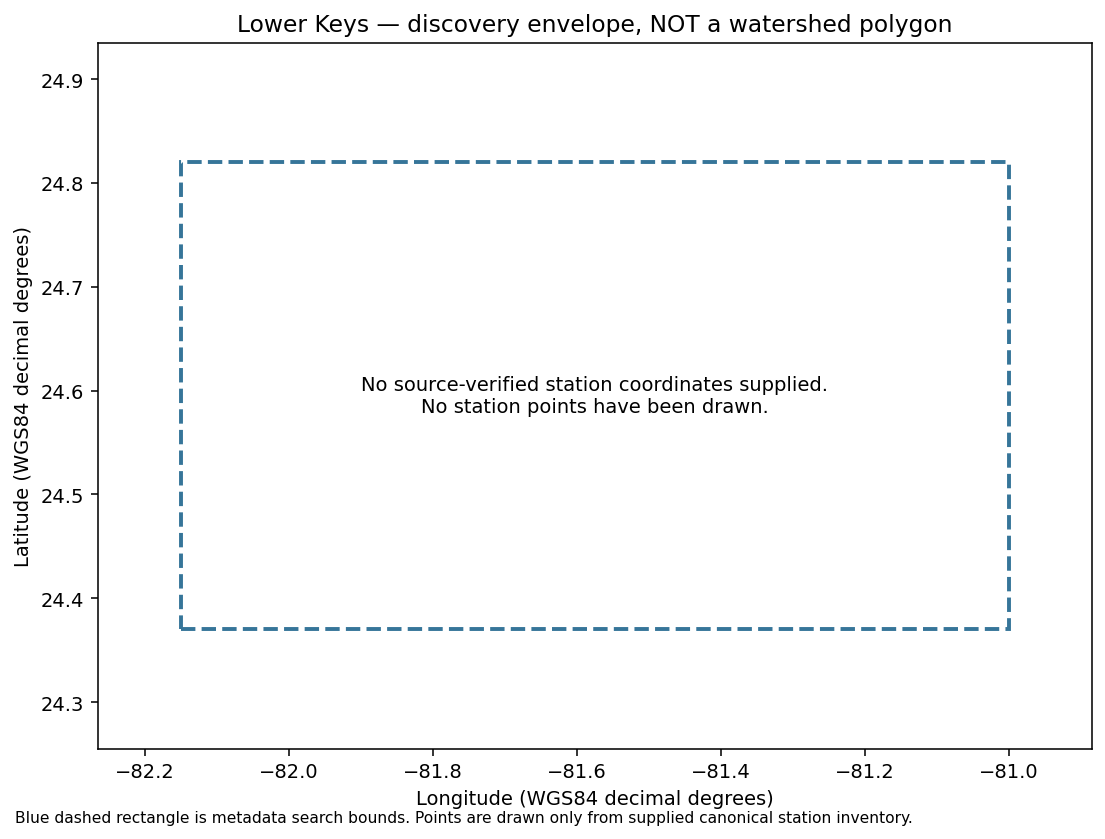 Lower Keys — discovery envelope, NOT a watershed polygon
24.9
24.8
24.7
24.6
24.5
24.4
24.3
Latitude (WGS84 decimal degrees)
No source-verified station coordinates supplied.
No station points have been drawn.
−82.2
−82.0
−81.8
−81.6
−81.4
−81.2
−81.0
Longitude (WGS84 decimal degrees)
Blue dashed rectangle is metadata search bounds. Points are drawn only from supplied canonical station inventory.